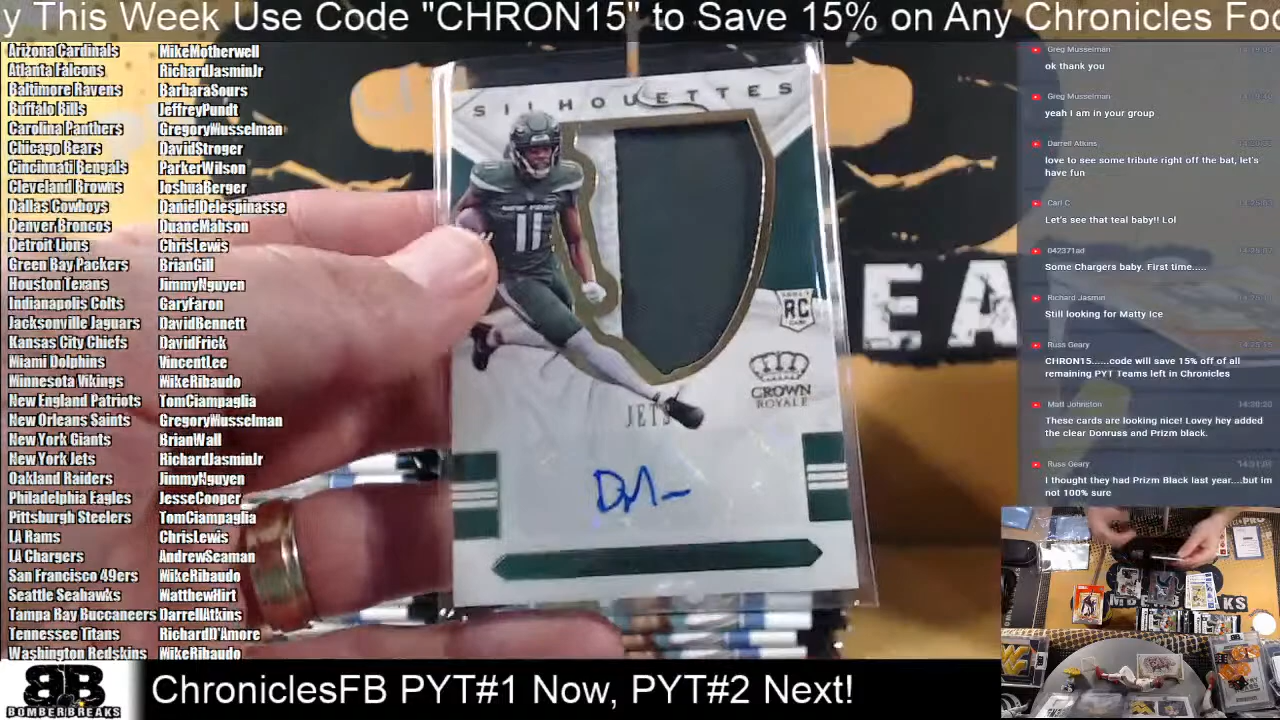 y This Week Use Code "CHRON15" to Save 15% on Any Chronicles Foo
Arizona Cardinals MikeMotherwell
Atlanta Falcons RichardJasminJr
Baltimore Ravens BarbaraSours
Buffalo Bills JeffreyPundt
Carolina Panthers GregoryMusselman
Chicago Bears DavidStroger
Cincinnati Bengals ParkerWilson
Cleveland Browns JoshuaBerger
Dallas Cowboys DanielDelespinasse
Denver Broncos DuaneMabson
Detroit Lions ChrisLewis
Green Bay Packers BrianGill
Houston Texans JimmyNguyen
Indianapolis Colts GaryFaron
Jacksonville Jaguars DavidBennett
Kansas City Chiefs DavidFrick
Miami Dolphins VincentLee
Minnesota Vikings MikeRibaudo
New England Patriots TomCiampaglia
New Orleans Saints GregoryMusselman
New York Giants BrianWall
New York Jets RichardJasminJr
Oakland Raiders JimmyNguyen
Philadelphia Eagles JesseCooper
Pittsburgh Steelers TomCiampaglia
LA Rams ChrisLewis
LA Chargers AndrewSeaman
San Francisco 49ers MikeRibaudo
Seattle Seahawks MatthewHirt
Tampa Bay Buccaneers DarrellAtkins
Tennessee Titans RichardD'Amore
Washington Redskins MikeRibaudo
SILHOUETTES
11
RC
CROWN
ROYALE
JETS
EA
Greg Musselman
ok thank you
Greg Musselman
yeah I am in your group
Darrell Atkins
love to see some tribute right off the bat, let's
have fun
Carl C
Let's see that teal baby!! Lol
042371ad
Some Chargers baby. First time.....
Richard Jasmin
Still looking for Matty Ice
Russ Geary
CHRON15......code will save 15% off of all
remaining PYT Teams left in Chronicles
Matt Johnston
These cards are looking nice! Lovey hey added
the clear Donruss and Prizm black.
Russ Geary
I thought they had Prizm Black last year....but im
not 100% sure
BB
BOMBERBREAKS
ChroniclesFB PYT#1 Now, PYT#2 Next!